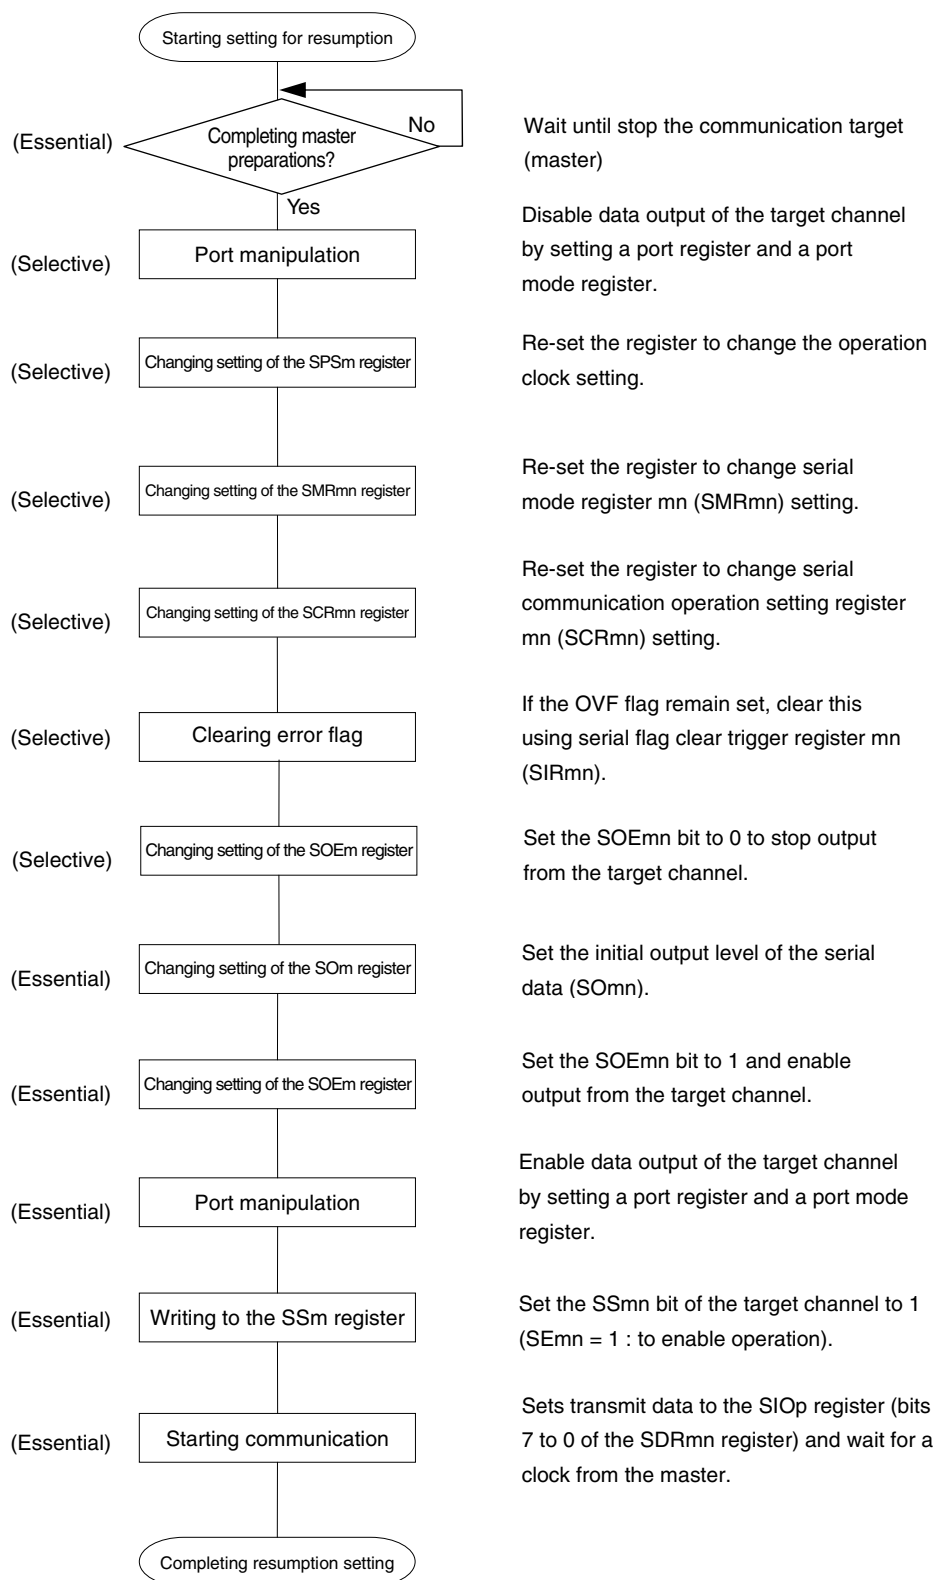 Starting setting for resumption
(Essential)
Completing master
preparations?
No
Wait until stop the communication target
(master)
Yes
(Selective)
Port manipulation
Disable data output of the target channel
by setting a port register and a port
mode register.
(Selective)
Changing setting of the SPSm register
Re-set the register to change the operation
clock setting.
(Selective)
Changing setting of the SMRmn register
Re-set the register to change serial
mode register mn (SMRmn) setting.
(Selective)
Changing setting of the SCRmn register
Re-set the register to change serial
communication operation setting register
mn (SCRmn) setting.
(Selective)
Clearing error flag
If the OVF flag remain set, clear this
using serial flag clear trigger register mn
(SIRmn).
(Selective)
Changing setting of the SOEm register
Set the SOEmn bit to 0 to stop output
from the target channel.
(Essential)
Changing setting of the SOm register
Set the initial output level of the serial
data (SOmn).
(Essential)
Changing setting of the SOEm register
Set the SOEmn bit to 1 and enable
output from the target channel.
(Essential)
Port manipulation
Enable data output of the target channel
by setting a port register and a port mode
register.
(Essential)
Writing to the SSm register
Set the SSmn bit of the target channel to 1
(SEmn = 1 : to enable operation).
(Essential)
Starting communication
Sets transmit data to the SIOp register (bits
7 to 0 of the SDRmn register) and wait for a
clock from the master.
Completing resumption setting